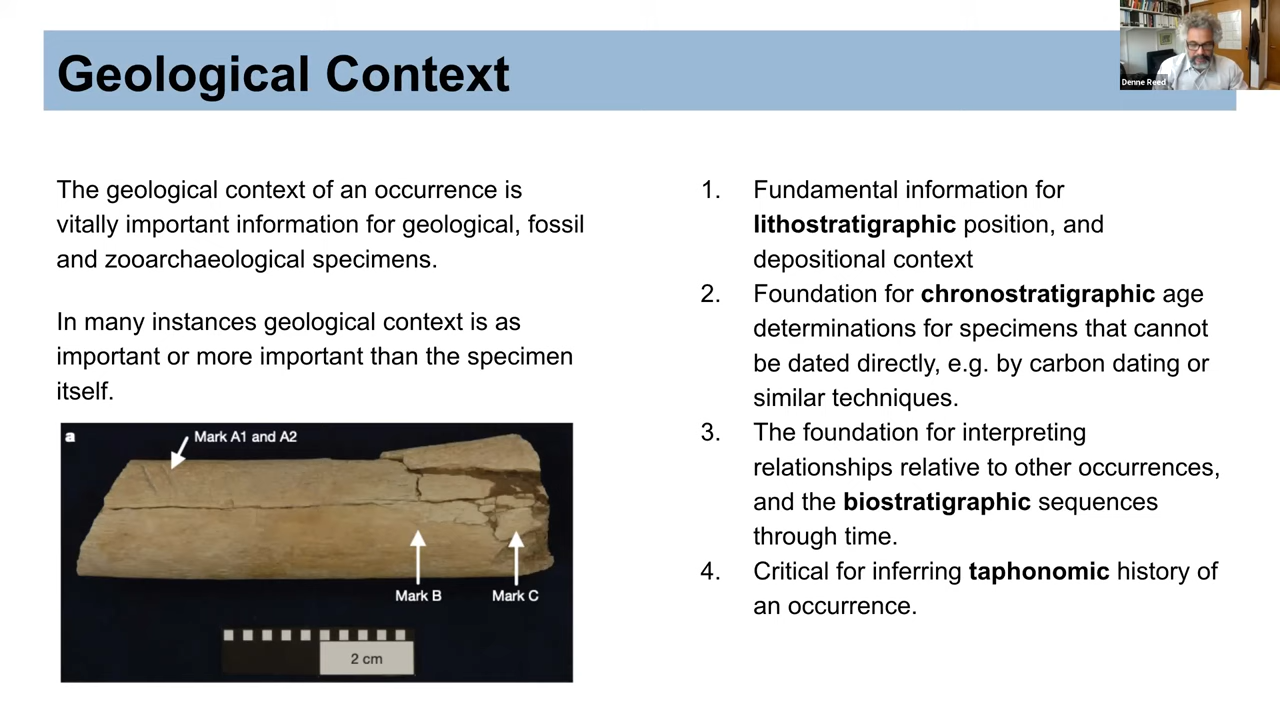 Geological Context
Denne Reed
The geological context of an occurrence is
vitally important information for geological, fossil
and zooarchaeological specimens.
In many instances geological context is as
important or more important than the specimen
itself.
a
Mark A1 and A2
Mark B
Mark C
2 cm
1. Fundamental information for
lithostratigraphic position, and
depositional context
2. Foundation for chronostratigraphic age
determinations for specimens that cannot
be dated directly, e.g. by carbon dating or
similar techniques.
3. The foundation for interpreting
relationships relative to other occurrences,
and the biostratigraphic sequences
through time.
4. Critical for inferring taphonomic history of
an occurrence.